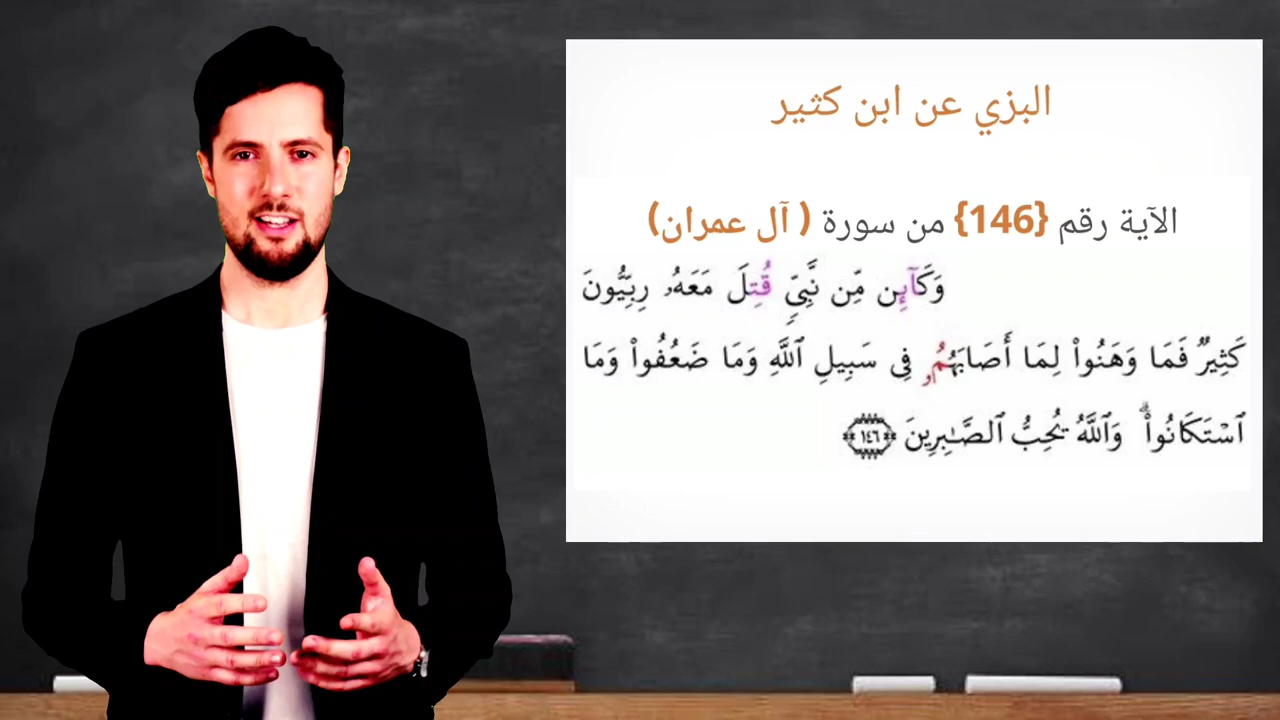 البزي عن ابن كثير
الآية رقم {146} من سورة ( آل عمران)
وَكَآئِن مِّن نَّبِيّٖ قُتِلَ مَعَهُۥ رِبِّيُّونَ
كَثِيرٞ فَمَا وَهَنُواْ لِمَا أَصَابَهُمُۥ فِي سَبِيلِ ٱللَّهِ وَمَا ضَعُفُواْ وَمَا
ٱسۡتَكَانُواْۗ وَٱللَّهُ يُحِبُّ ٱلصَّٰبِرِينَ ١٤٦